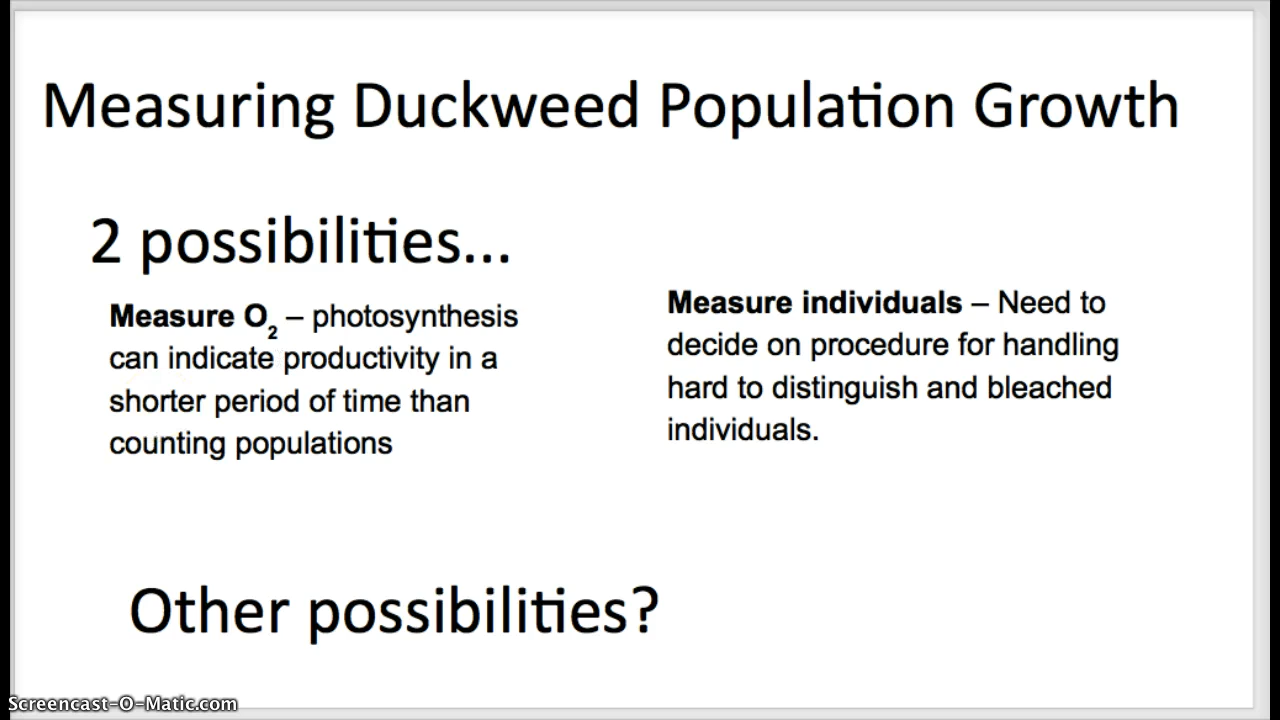 Measuring Duckweed Population Growth
2 possibilities...
Measure O₂ – photosynthesis
can indicate productivity in a
shorter period of time than
counting populations
Measure individuals – Need to
decide on procedure for handling
hard to distinguish and bleached
individuals.
Other possibilities?
Screencast-O-Matic.com